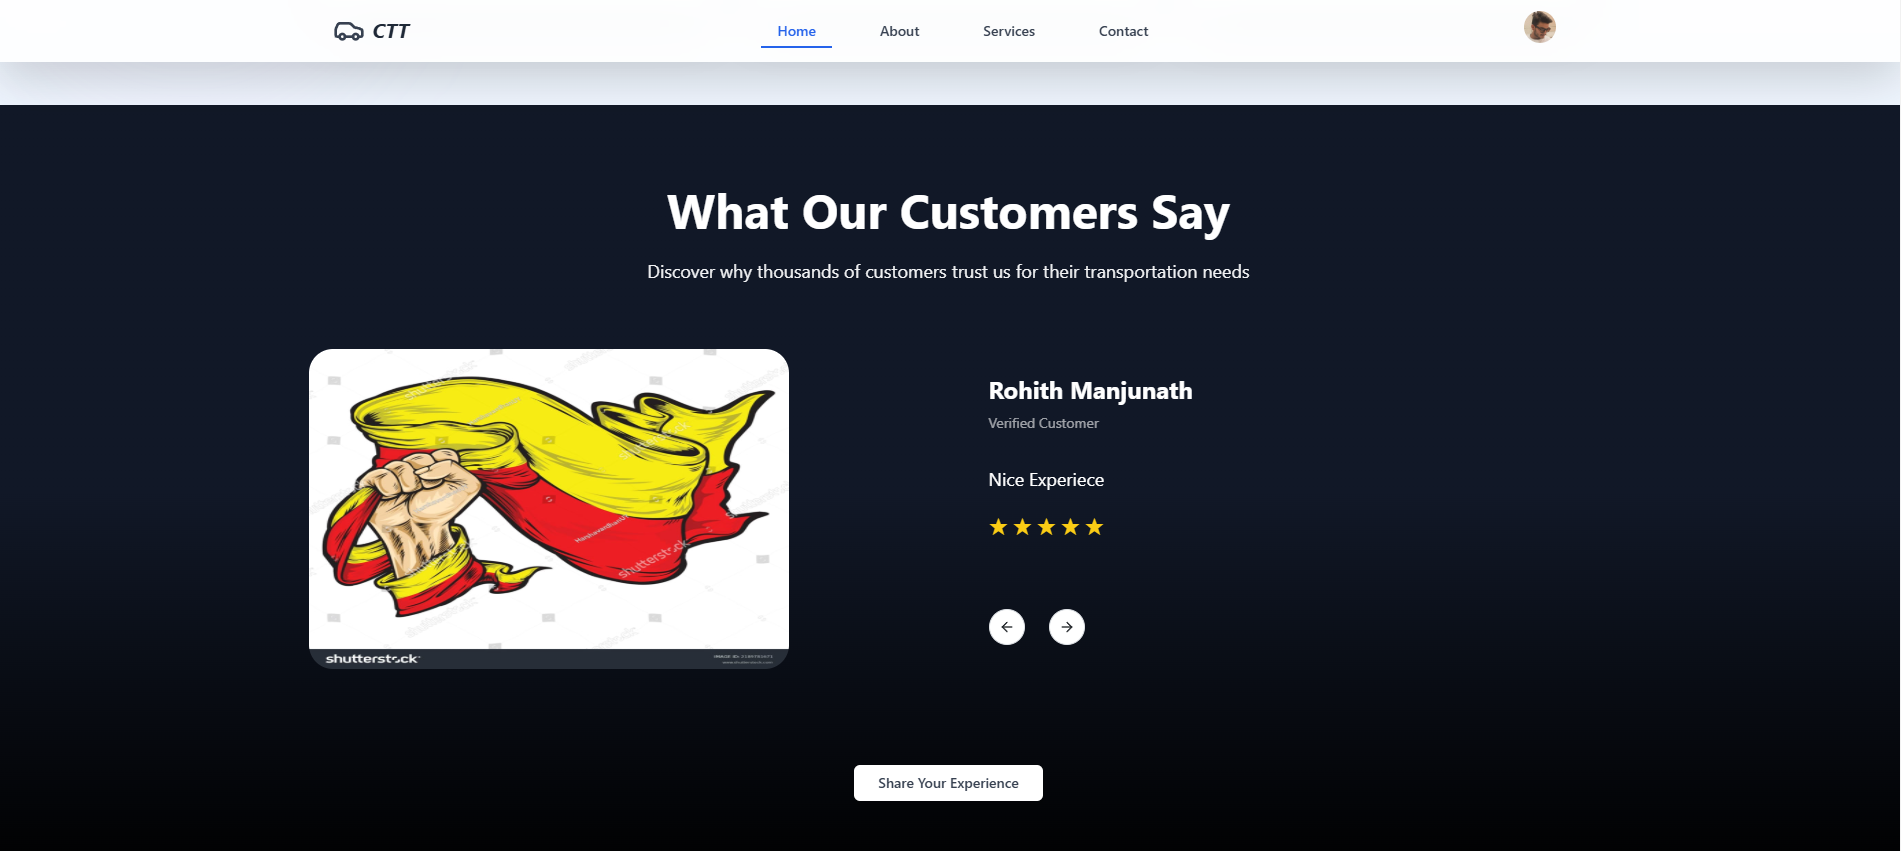 CTT
Home
About
Services
Contact
What Our Customers Say
Discover why thousands of customers trust us for their transportation needs
Rohith Manjunath
Verified Customer
Nice Experiece
shutterstock
shutterstock
shutterstock
Share Your Experience